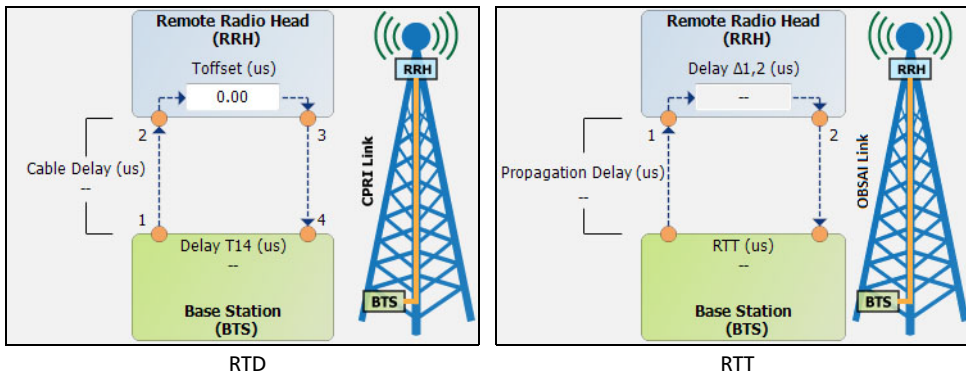 Remote Radio Head
(RRH)
Toffset (us)
0.00
2
3
Cable Delay (us)
--
1
4
Delay T14 (us)
--
Base Station
(BTS)
CPRI Link
RRH
BTS
RTD
Remote Radio Head
(RRH)
Delay Δ1,2 (us)
--
1
2
Propagation Delay (us)
--
RTT (us)
--
Base Station
(BTS)
OBSAI Link
RRH
BTS
RTT